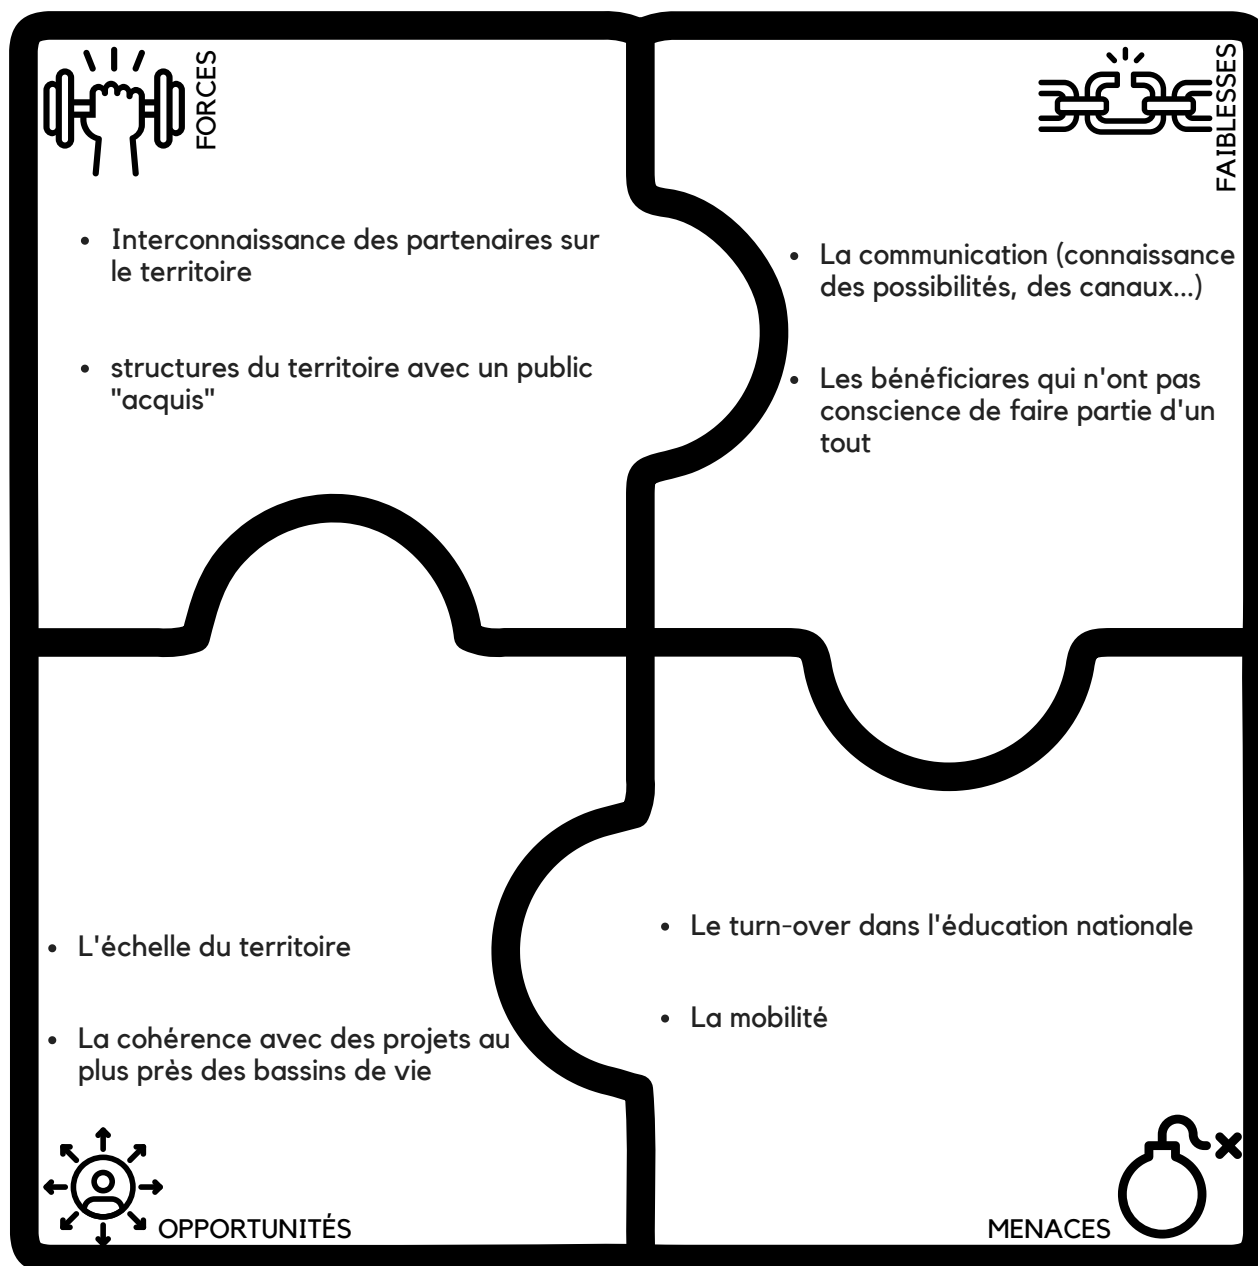 FORCES
• Interconnaissance des partenaires sur
le territoire
• structures du territoire avec un public
"acquis"
FAIBLESSES
• La communication (connaissance
des possibilités, des canaux...)
• Les bénéficiares qui n'ont pas
conscience de faire partie d'un
tout
• L'échelle du territoire
• La cohérence avec des projets au
plus près des bassins de vie
OPPORTUNITÉS
• Le turn-over dans l'éducation nationale
• La mobilité
MENACES